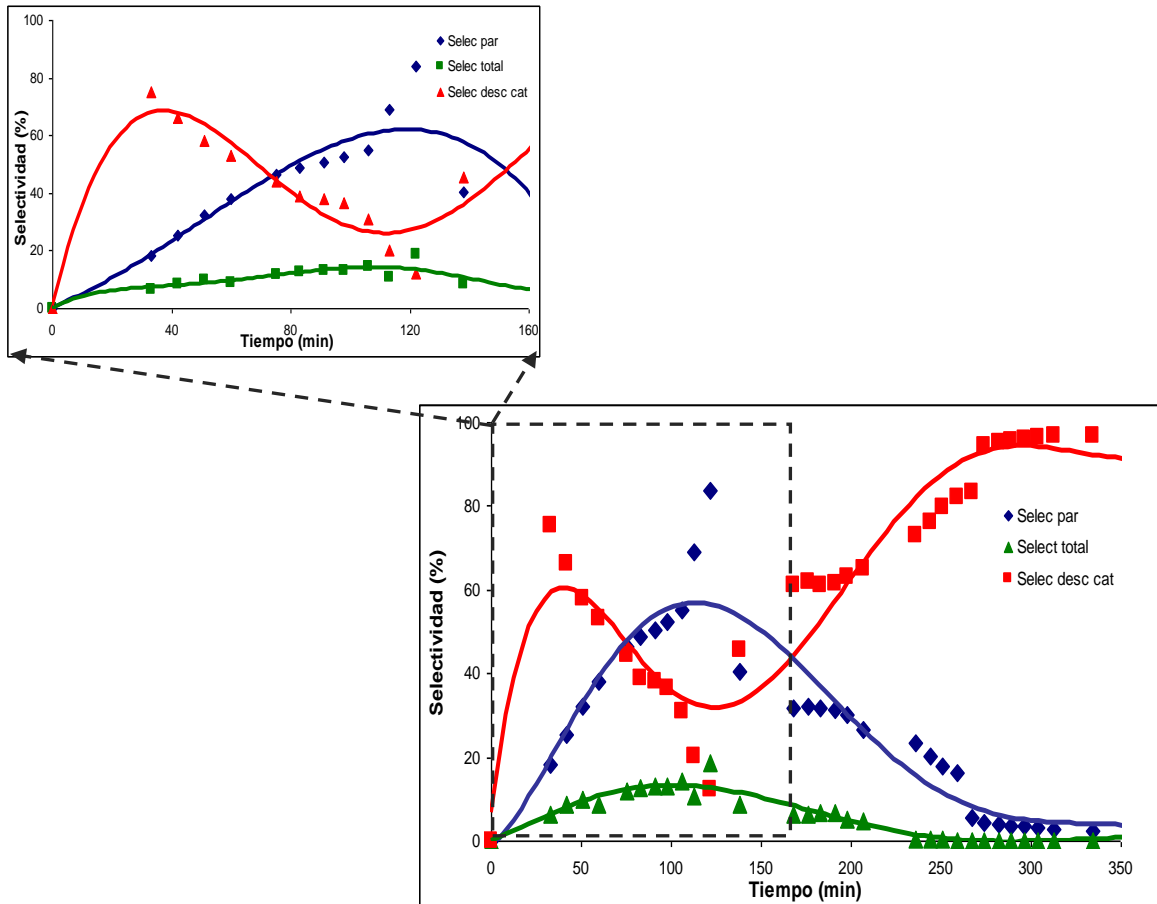 100
80
60
40
20
0
Selectividad (%)
Selec par
Selec total
Selec desc cat
0 40 80 120 160
Tiempo (min)
100
80
60
40
20
0
Selectividad (%)
Selec par
Select total
Selec desc cat
0 50 100 150 200 250 300 350
Tiempo (min)